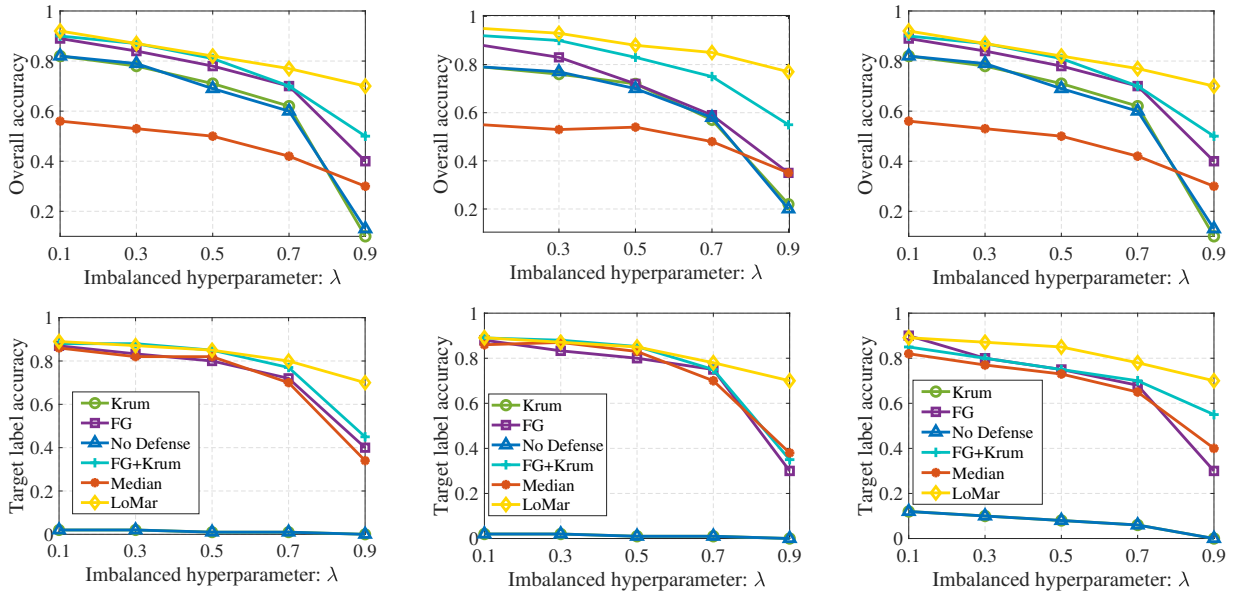 1
0.8
0.6
0.4
0.2
Overall accuracy
0.1 0.3 0.5 0.7 0.9
Imbalanced hyperparameter: λ
1
0.8
0.6
0.4
0.2
Overall accuracy
0.3 0.5 0.7 0.9
Imbalanced hyperparameter: λ
1
0.8
0.6
0.4
0.2
Overall accuracy
0.1 0.3 0.5 0.7 0.9
Imbalanced hyperparameter: λ
1
0.8
0.6
0.4
0.2
0
Target label accuracy
Krum
FG
No Defense
FG+Krum
Median
LoMar
0.1 0.3 0.5 0.7 0.9
Imbalanced hyperparameter: λ
1
0.8
0.6
0.4
0.2
0
Target label accuracy
Krum
FG
No Defense
FG+Krum
Median
LoMar
0.1 0.3 0.5 0.7 0.9
Imbalanced hyperparameter: λ
1
0.8
0.6
0.4
0.2
0
Target label accuracy
Krum
FG
No Defense
FG+Krum
Median
LoMar
0.1 0.3 0.5 0.7 0.9
Imbalanced hyperparameter: λ